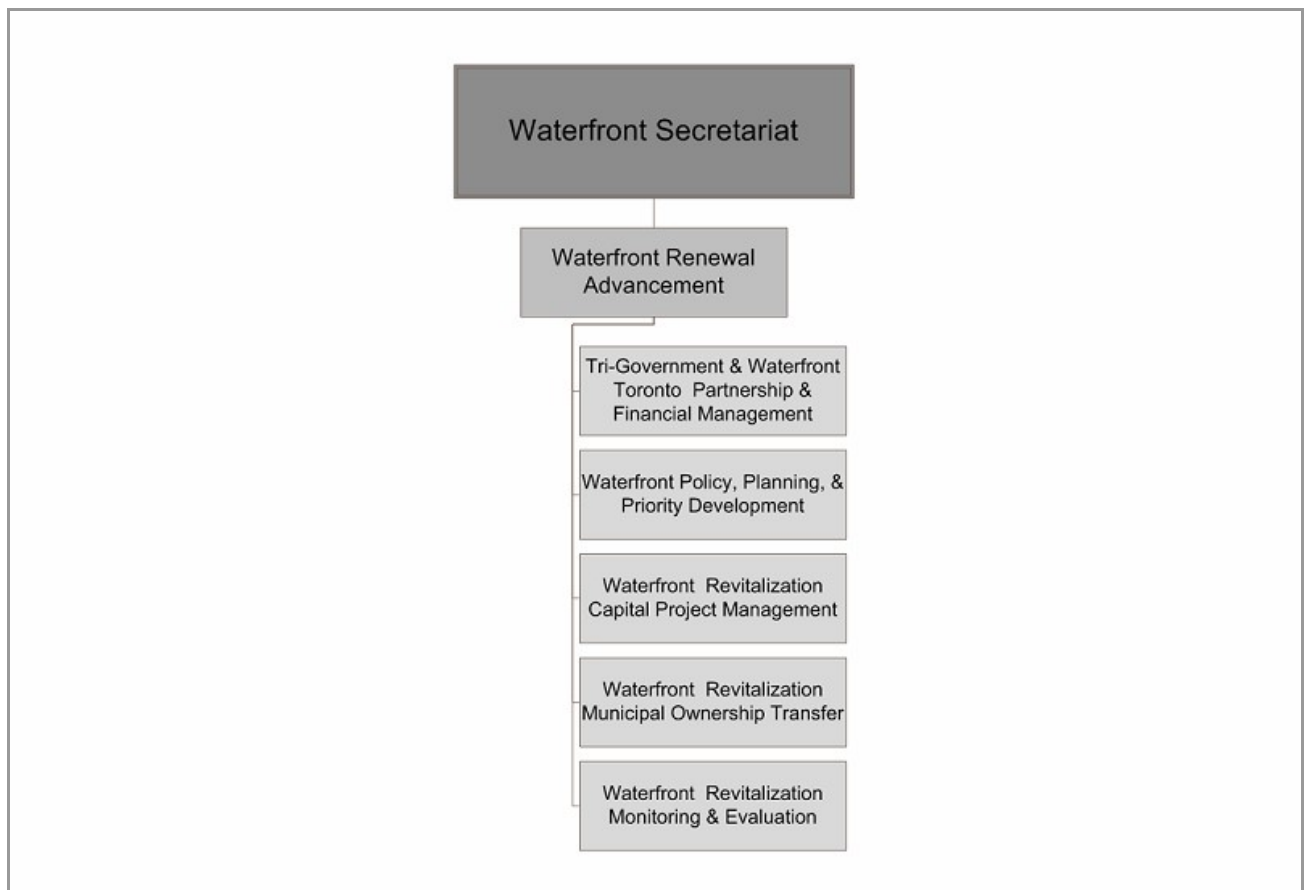 Waterfront Secretariat
Waterfront Renewal
Advancement
Tri-Government & Waterfront
Toronto Partnership &
Financial Management
Waterfront Policy, Planning, &
Priority Development
Waterfront Revitalization
Capital Project Management
Waterfront Revitalization
Municipal Ownership Transfer
Waterfront Revitalization
Monitoring & Evaluation